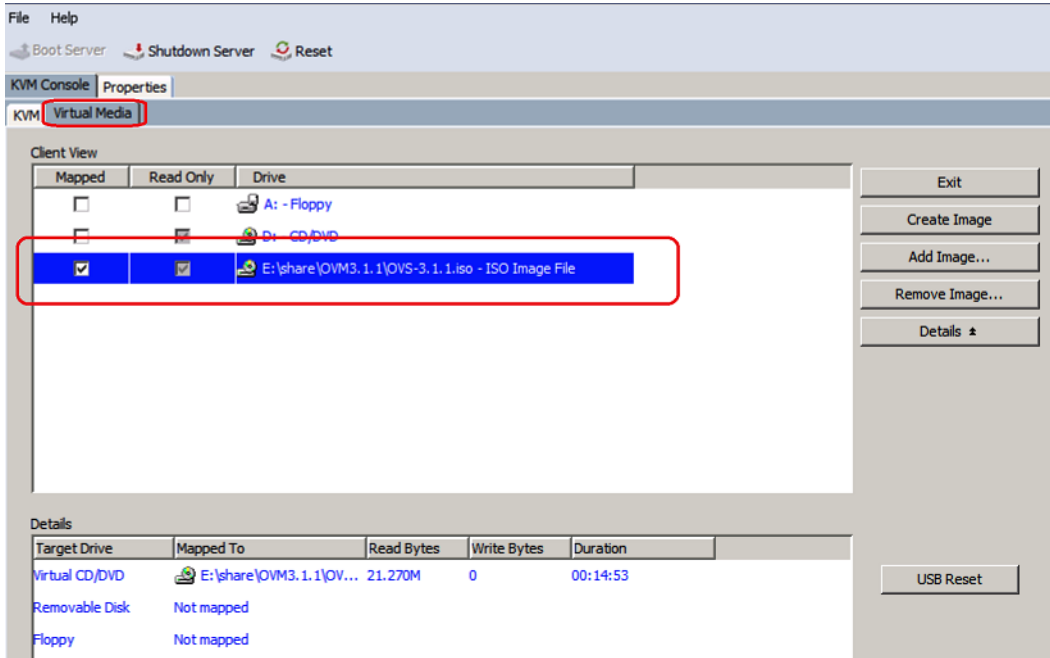 File Help
Boot Server Shutdown Server Reset
KVM Console Properties
KVM Virtual Media
Client View
Mapped Read Only Drive
A: - Floppy
D: - CD/DVD
E:\share\OVM3.1.1\OVS-3.1.1.iso - ISO Image File
Exit
Create Image
Add Image...
Remove Image...
Details
Details
Target Drive Mapped To Read Bytes Write Bytes Duration
Virtual CD/DVD E:\share\OVM3.1.1\OV... 21.270M 0 00:14:53
Removable Disk Not mapped
Floppy Not mapped
USB Reset